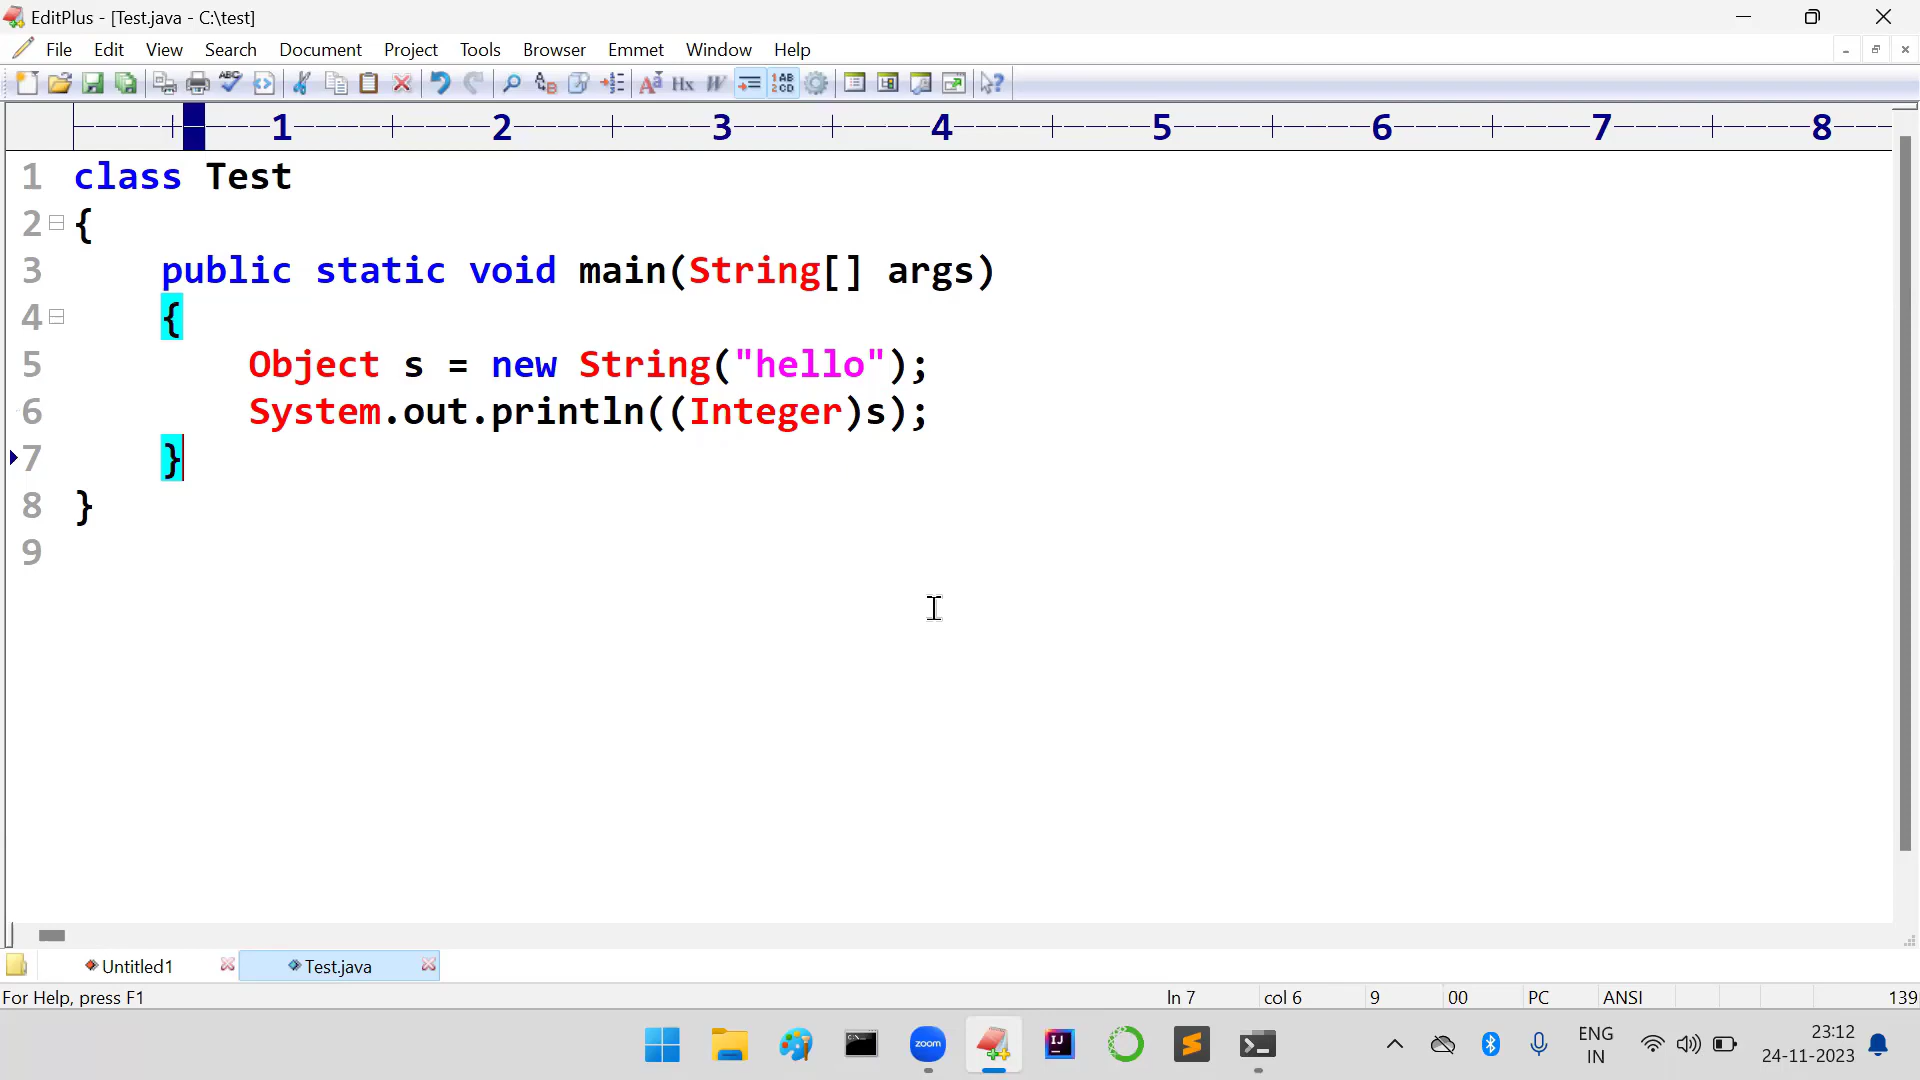 EditPlus - [Test.java - C:\test]
File Edit View Search Document Project Tools Browser Emmet Window Help
1 2 3 4 5 6 7 8
1 class Test
2 {
3 public static void main(String[] args)
4 {
5 Object s = new String("hello");
6 System.out.println((Integer)s);
7 }
8 }
9
Untitled1 Test.java
For Help, press F1 ln 7 col 6 9 00 PC ANSI 139
zoom IJ ENG 23:12
IN 24-11-2023